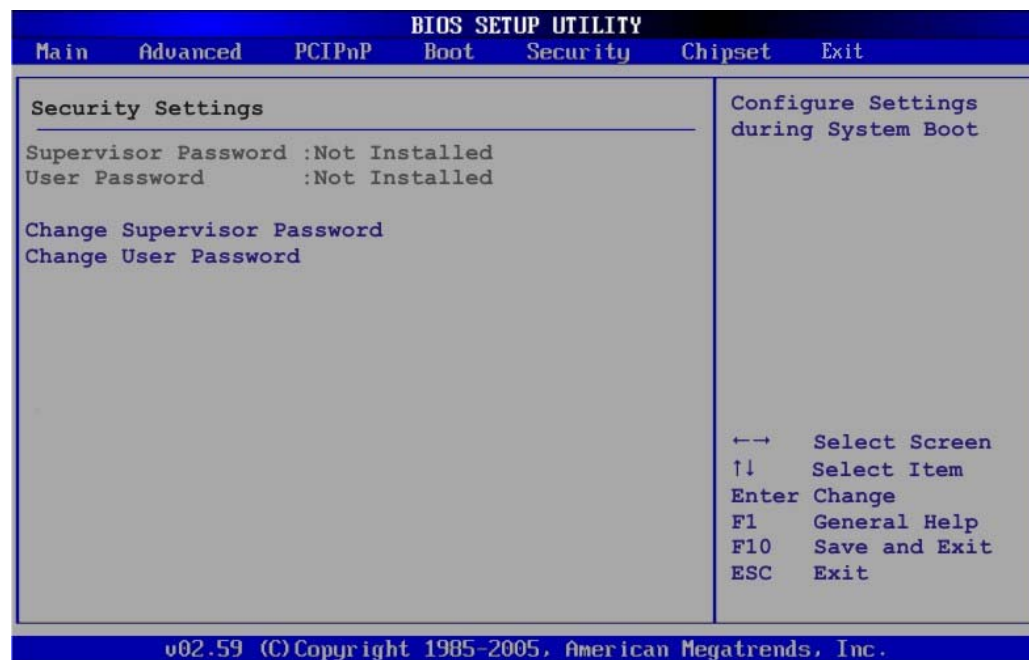 BIOS SETUP UTILITY
Main Advanced PCIPnP Boot Security Chipset Exit
Security Settings
Supervisor Password :Not Installed
User Password :Not Installed
Change Supervisor Password
Change User Password
Configure Settings
during System Boot
←→ Select Screen
↑↓ Select Item
Enter Change
F1 General Help
F10 Save and Exit
ESC Exit
v02.59 (C)Copyright 1985-2005, American Megatrends, Inc.